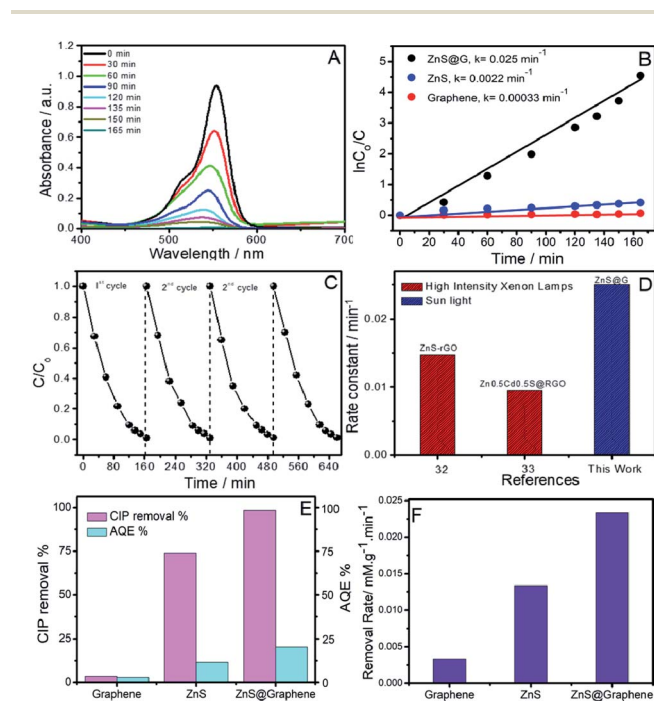 A
0 min
30 min
60 min
90 min
120 min
135 min
150 min
165 min
1.2
1.0
0.8
0.6
0.4
0.2
0.0
400
500
600
700
Absorbance / a.u.
Wavelength / nm
B
ZnS@G, k= 0.025 min⁻¹
ZnS, k= 0.0022 min⁻¹
Graphene, k= 0.00033 min⁻¹
5
4
3
2
1
0
0 20 40 60 80 100 120 140 160
lnC₀/C
Time / min
C
1ˢᵗ cycle
2ⁿᵈ cycle
2ⁿᵈ cycle
1.0
0.8
0.6
0.4
0.2
0.0
0 160 320 480 640
C/C₀
Time / min
D
High Intensity Xenon Lamps
Sun light
ZnS@G
ZnS-rGO
Zn0.5Cd0.5S@RGO
0.02
0.01
0.00
32 33 This Work
Rate constant / min⁻¹
References
E
CIP removal %
AQE %
100
75
50
25
0
100
75
50
25
0
Graphene ZnS ZnS@Graphene
CIP removal %
AQE %
F
0.025
0.020
0.015
0.010
0.005
0.000
Graphene ZnS ZnS@Graphene
Removal Rate/ mM.g⁻¹.min⁻¹